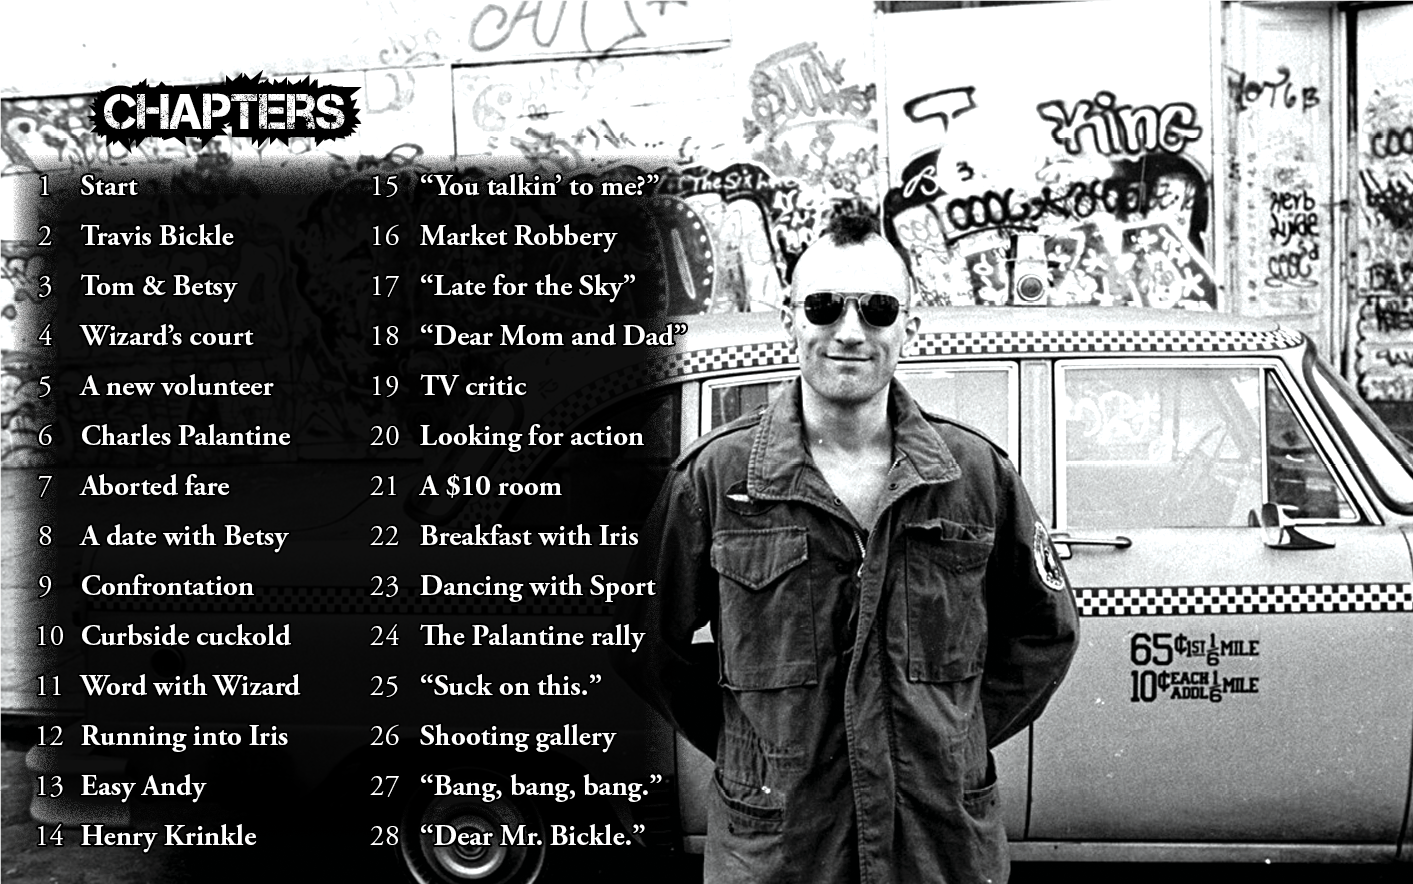 CHAPTERS
1 Start
2 Travis Bickle
3 Tom & Betsy
4 Wizard’s court
5 A new volunteer
6 Charles Palantine
7 Aborted fare
8 A date with Betsy
9 Confrontation
10 Curbside cuckold
11 Word with Wizard
12 Running into Iris
13 Easy Andy
14 Henry Krinkle
15 “You talkin’ to me?”
16 Market Robbery
17 “Late for the Sky”
18 “Dear Mom and Dad”
19 TV critic
20 Looking for action
21 A $10 room
22 Breakfast with Iris
23 Dancing with Sport
24 The Palantine rally
25 “Suck on this.”
26 Shooting gallery
27 “Bang, bang, bang.”
28 “Dear Mr. Bickle.”
King
3
COOL
Herb
65¢ 1ST 1/6 MILE
10¢ EACH ADDL 1/6 MILE